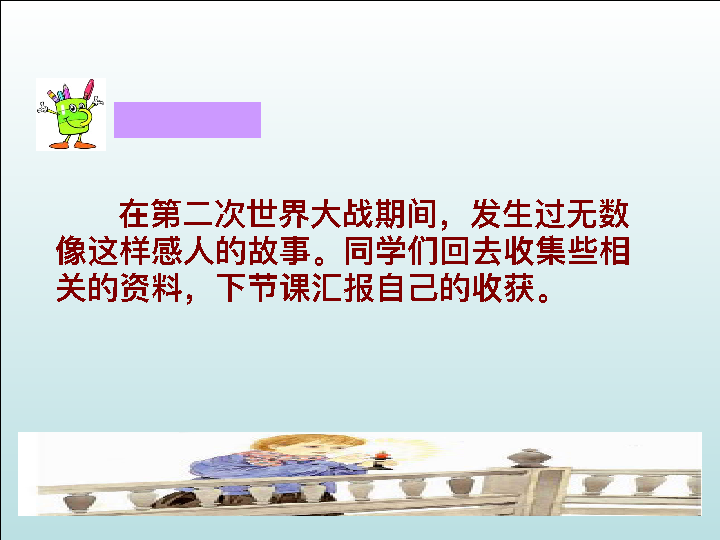 在第二次世界大战期间，发生过无数
像这样感人的故事。同学们回去收集些相
关的资料，下节课汇报自己的收获。